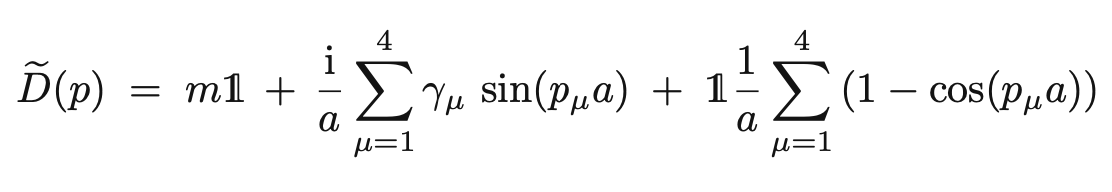 D̃(p) = m𝟙 + i/a ∑_{μ=1}^{4} γ_μ sin(p_μ a) + 𝟙 1/a ∑_{μ=1}^{4} (1 − cos(p_μ a))